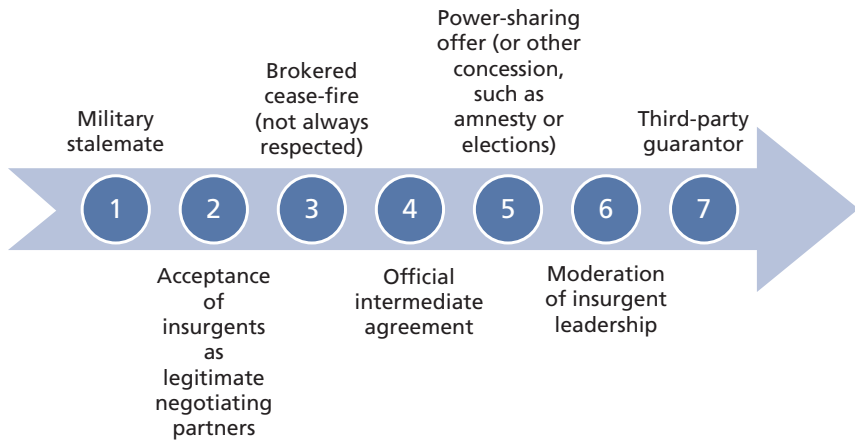 Military
stalemate
1
Acceptance
of
insurgents
as
legitimate
negotiating
partners
2
Brokered
cease-fire
(not always
respected)
3
Official
intermediate
agreement
4
Power-sharing
offer (or other
concession,
such as
amnesty or
elections)
5
Moderation
of insurgent
leadership
6
Third-party
guarantor
7